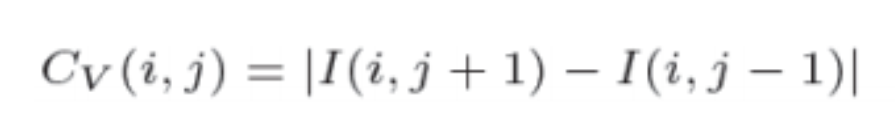 C_V(i, j) = |I(i, j + 1) − I(i, j − 1)|